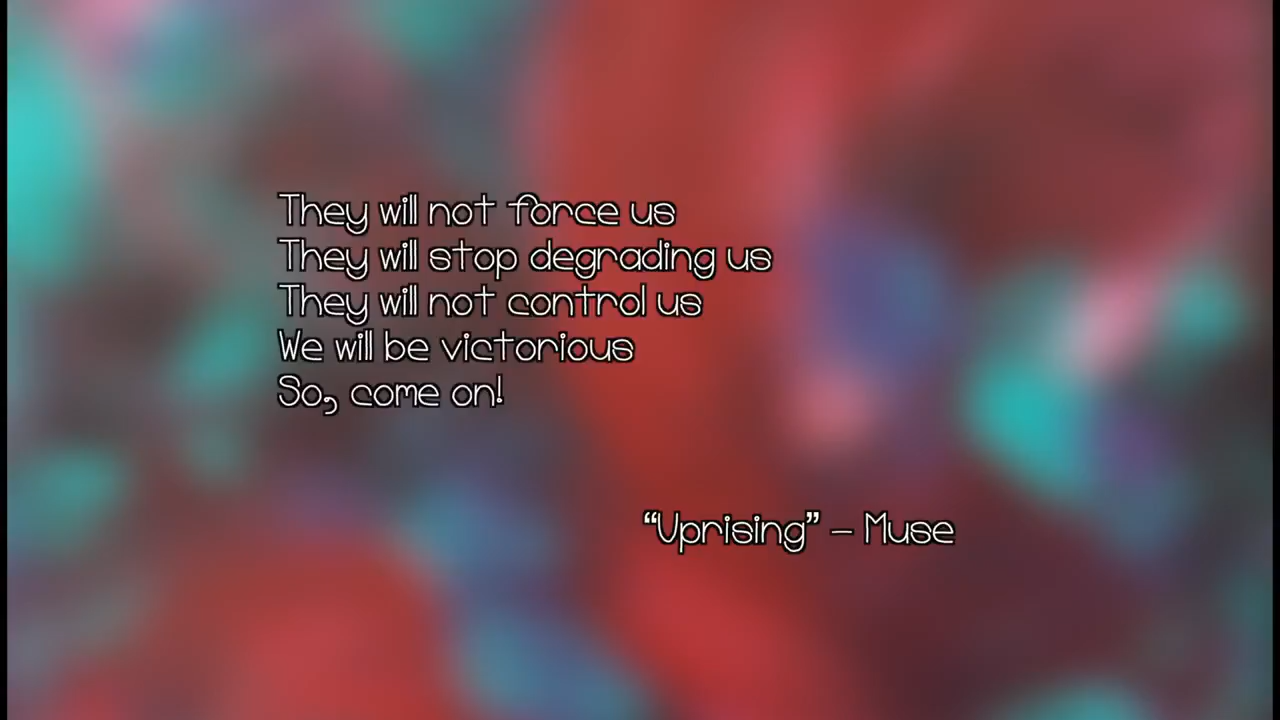 They will not force us
They will stop degrading us
They will not control us
We will be victorious
So, come on!
“Uprising” – Muse